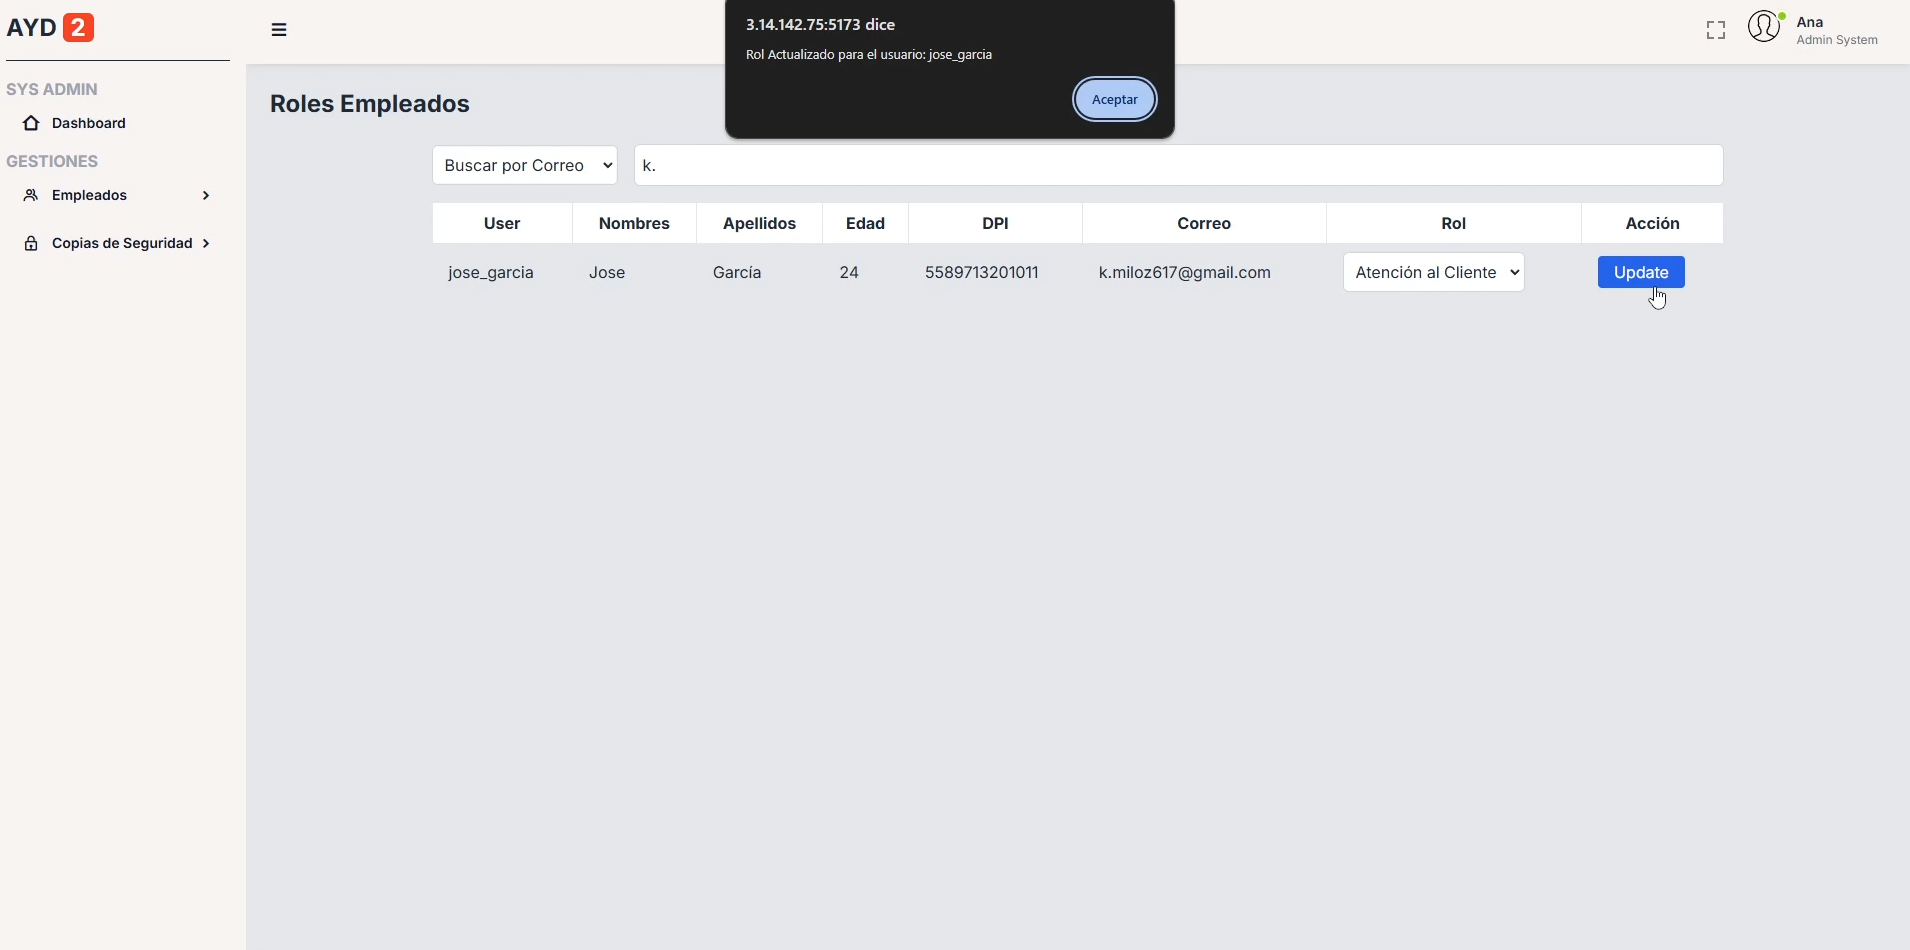 AYD 2
SYS ADMIN
Dashboard
GESTIONES
Empleados
Copias de Seguridad
3.14.142.75:5173 dice
Rol Actualizado para el usuario: jose_garcia
Aceptar
Ana
Admin System
Roles Empleados
Buscar por Correo k.
User Nombres Apellidos Edad DPI Correo Rol Acción
jose_garcia Jose García 24 5589713201011 k.miloz617@gmail.com Atención al Cliente Update